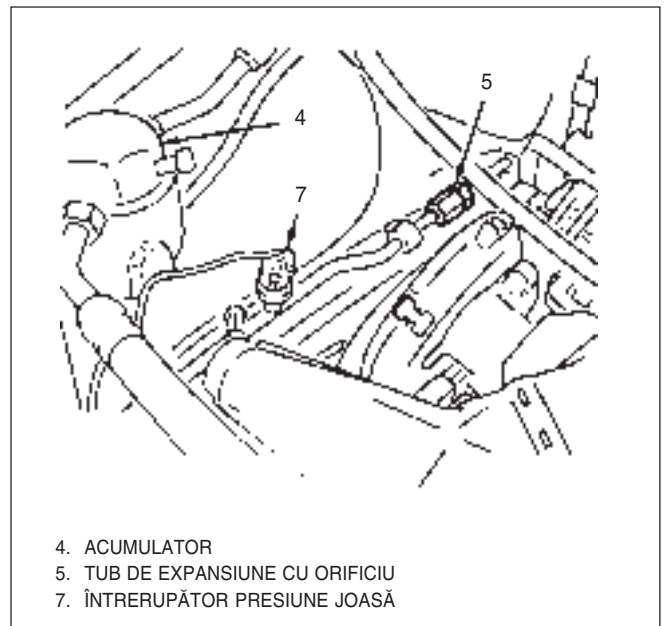 5
4
7
4. ACUMULATOR
5. TUB DE EXPANSIUNE CU ORIFICIU
7. ÎNTRERUPĂTOR PRESIUNE JOASĂ